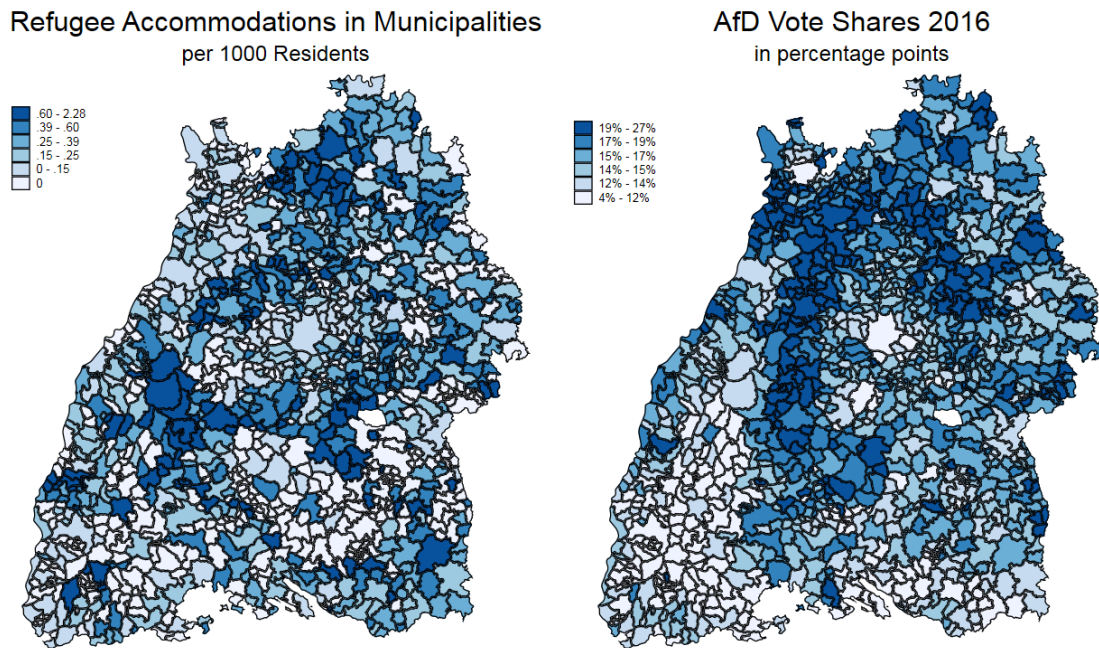 Refugee Accommodations in Municipalities
per 1000 Residents
.60 - 2.28
.39 - .60
.25 - .39
.15 - .25
0 - .15
0
AfD Vote Shares 2016
in percentage points
19% - 27%
17% - 19%
15% - 17%
14% - 15%
12% - 14%
4% - 12%